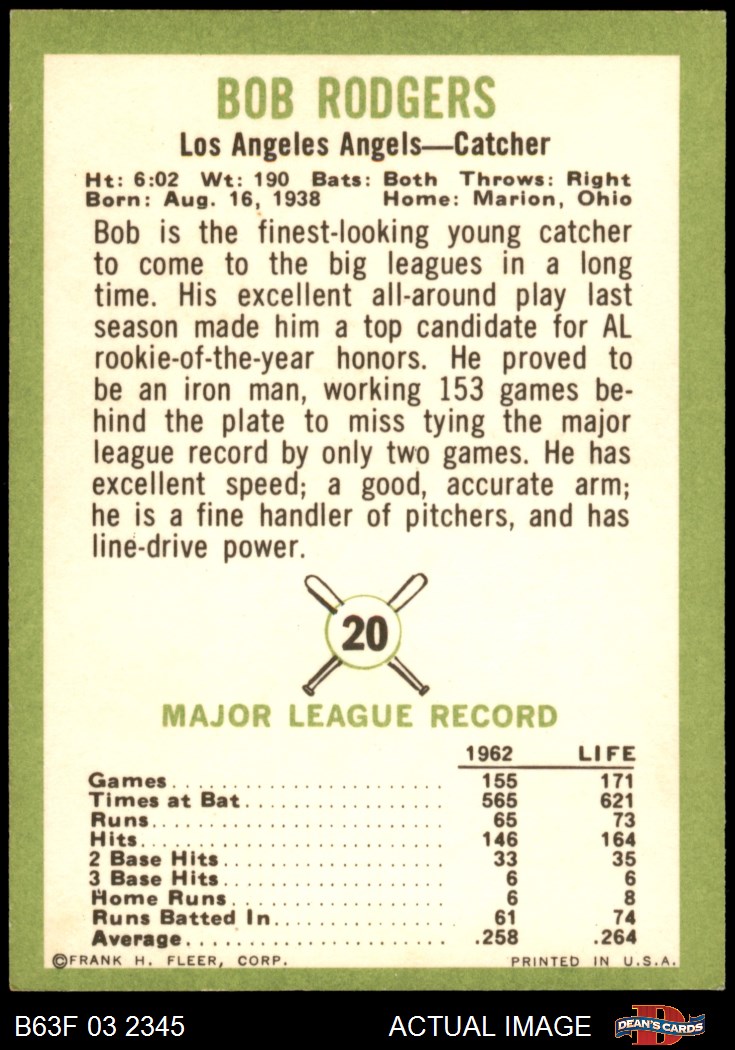 BOB RODGERS
Los Angeles Angels—Catcher
Ht: 6:02 Wt: 190 Bats: Both Throws: Right
Born: Aug. 16, 1938 Home: Marion, Ohio
Bob is the finest-looking young catcher
to come to the big leagues in a long
time. His excellent all-around play last
season made him a top candidate for AL
rookie-of-the-year honors. He proved to
be an iron man, working 153 games be-
hind the plate to miss tying the major
league record by only two games. He has
excellent speed; a good, accurate arm;
he is a fine handler of pitchers, and has
line-drive power.
20
MAJOR LEAGUE RECORD
1962 LIFE
Games 155 171
Times at Bat 565 621
Runs 65 73
Hits 146 164
2 Base Hits 33 35
3 Base Hits 6 6
Home Runs 6 8
Runs Batted In 61 74
Average .258 .264
©FRANK H. FLEER, CORP. PRINTED IN U.S.A.
B63F 03 2345 ACTUAL IMAGE D DEAN'S CARDS